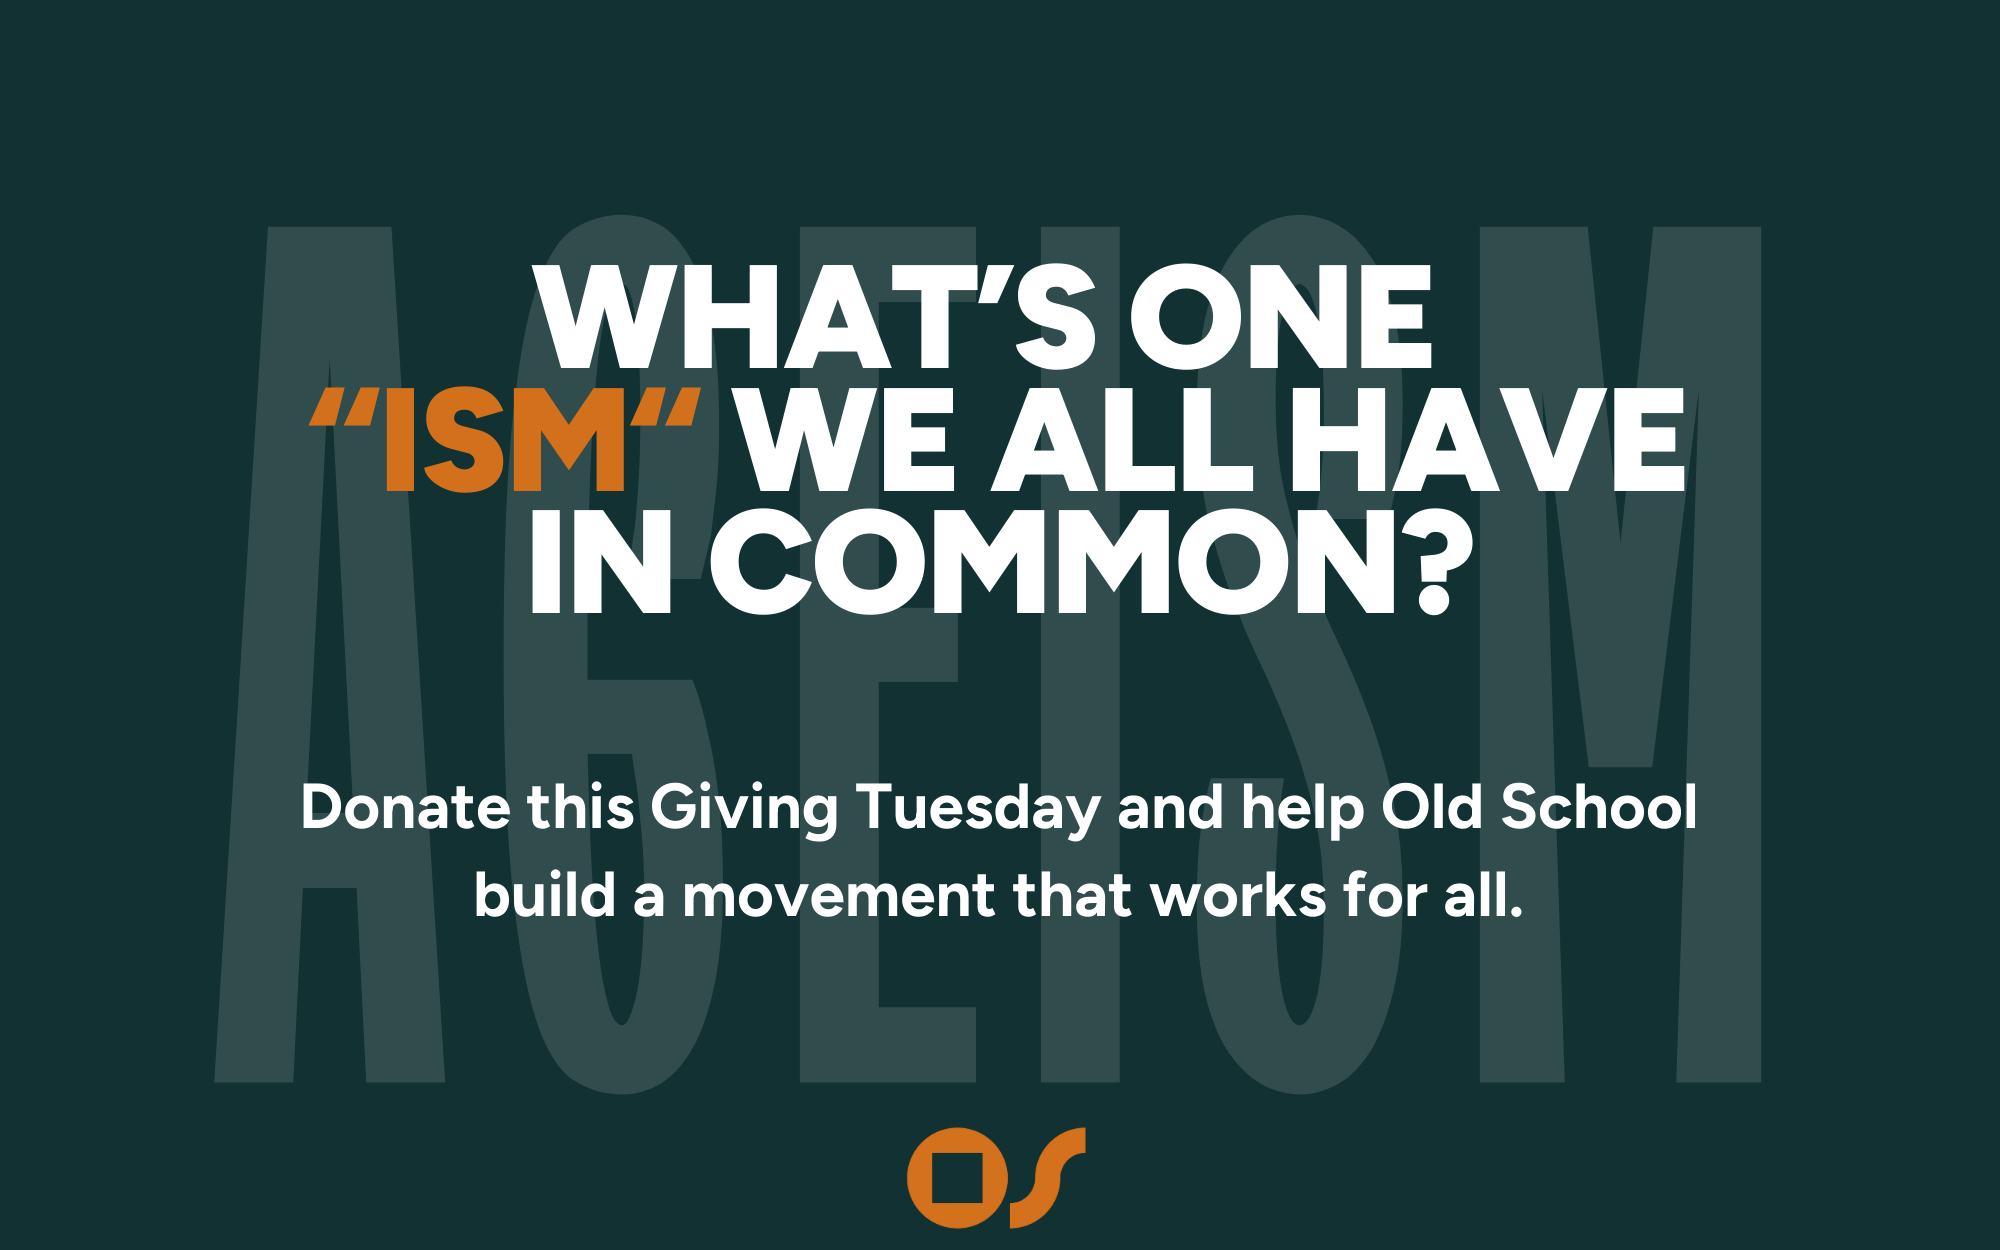 AGEISM
WHAT’S ONE
“ISM“ WE ALL HAVE
IN COMMON?
Donate this Giving Tuesday and help Old School
build a movement that works for all.
OS